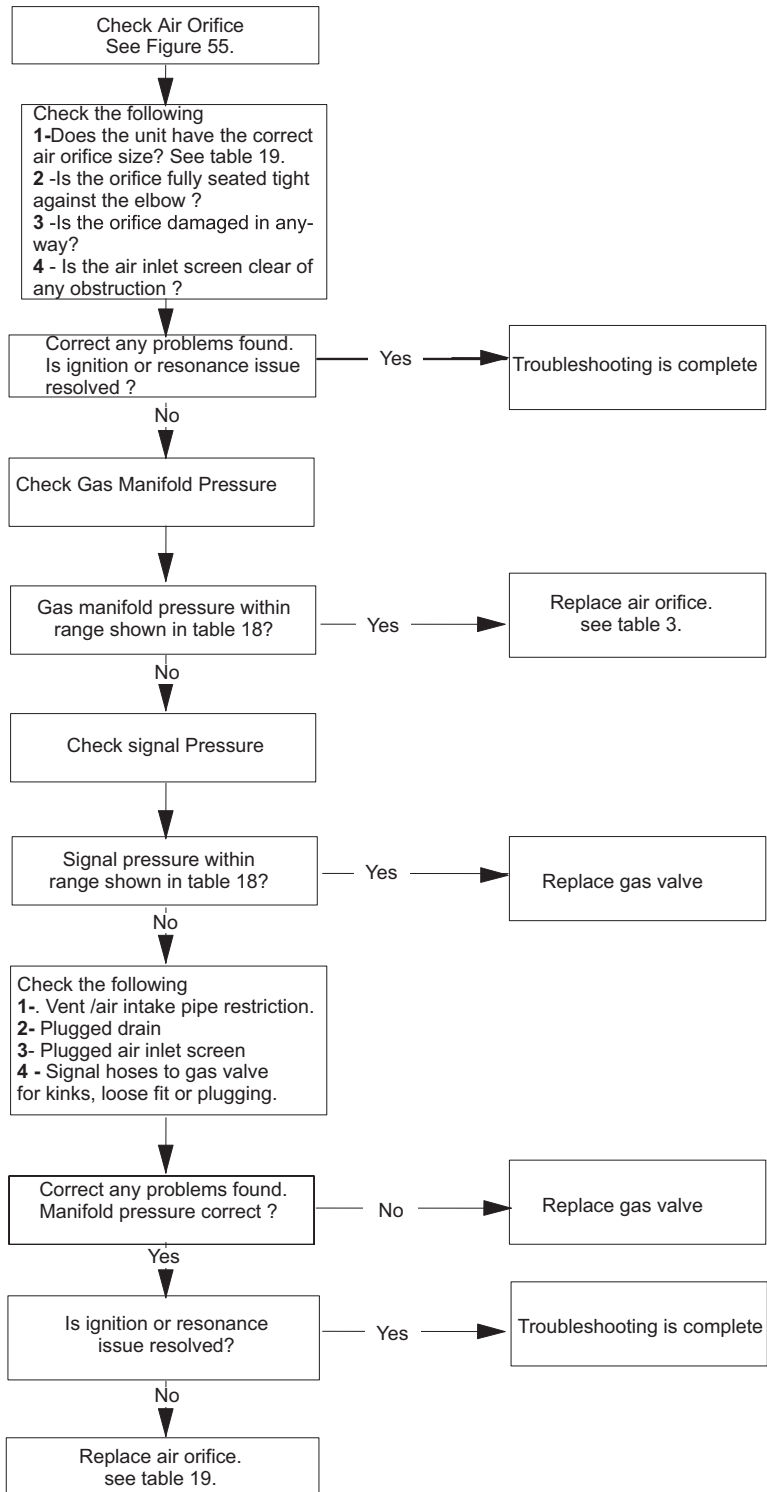 Check Air Orifice
See Figure 55.
Check the following
1-Does the unit have the correct
air orifice size? See table 19.
2 -Is the orifice fully seated tight
against the elbow ?
3 -Is the orifice damaged in any-
way?
4 - Is the air inlet screen clear of
any obstruction ?
Correct any problems found.
Is ignition or resonance issue
resolved ?
Yes
Troubleshooting is complete
No
Check Gas Manifold Pressure
Gas manifold pressure within
range shown in table 18?
Yes
Replace air orifice.
see table 3.
No
Check signal Pressure
Signal pressure within
range shown in table 18?
Yes
Replace gas valve
No
Check the following
1-. Vent /air intake pipe restriction.
2- Plugged drain
3- Plugged air inlet screen
4 - Signal hoses to gas valve
for kinks, loose fit or plugging.
Correct any problems found.
Manifold pressure correct ?
No
Replace gas valve
Yes
Is ignition or resonance
issue resolved?
Yes
Troubleshooting is complete
No
Replace air orifice.
see table 19.